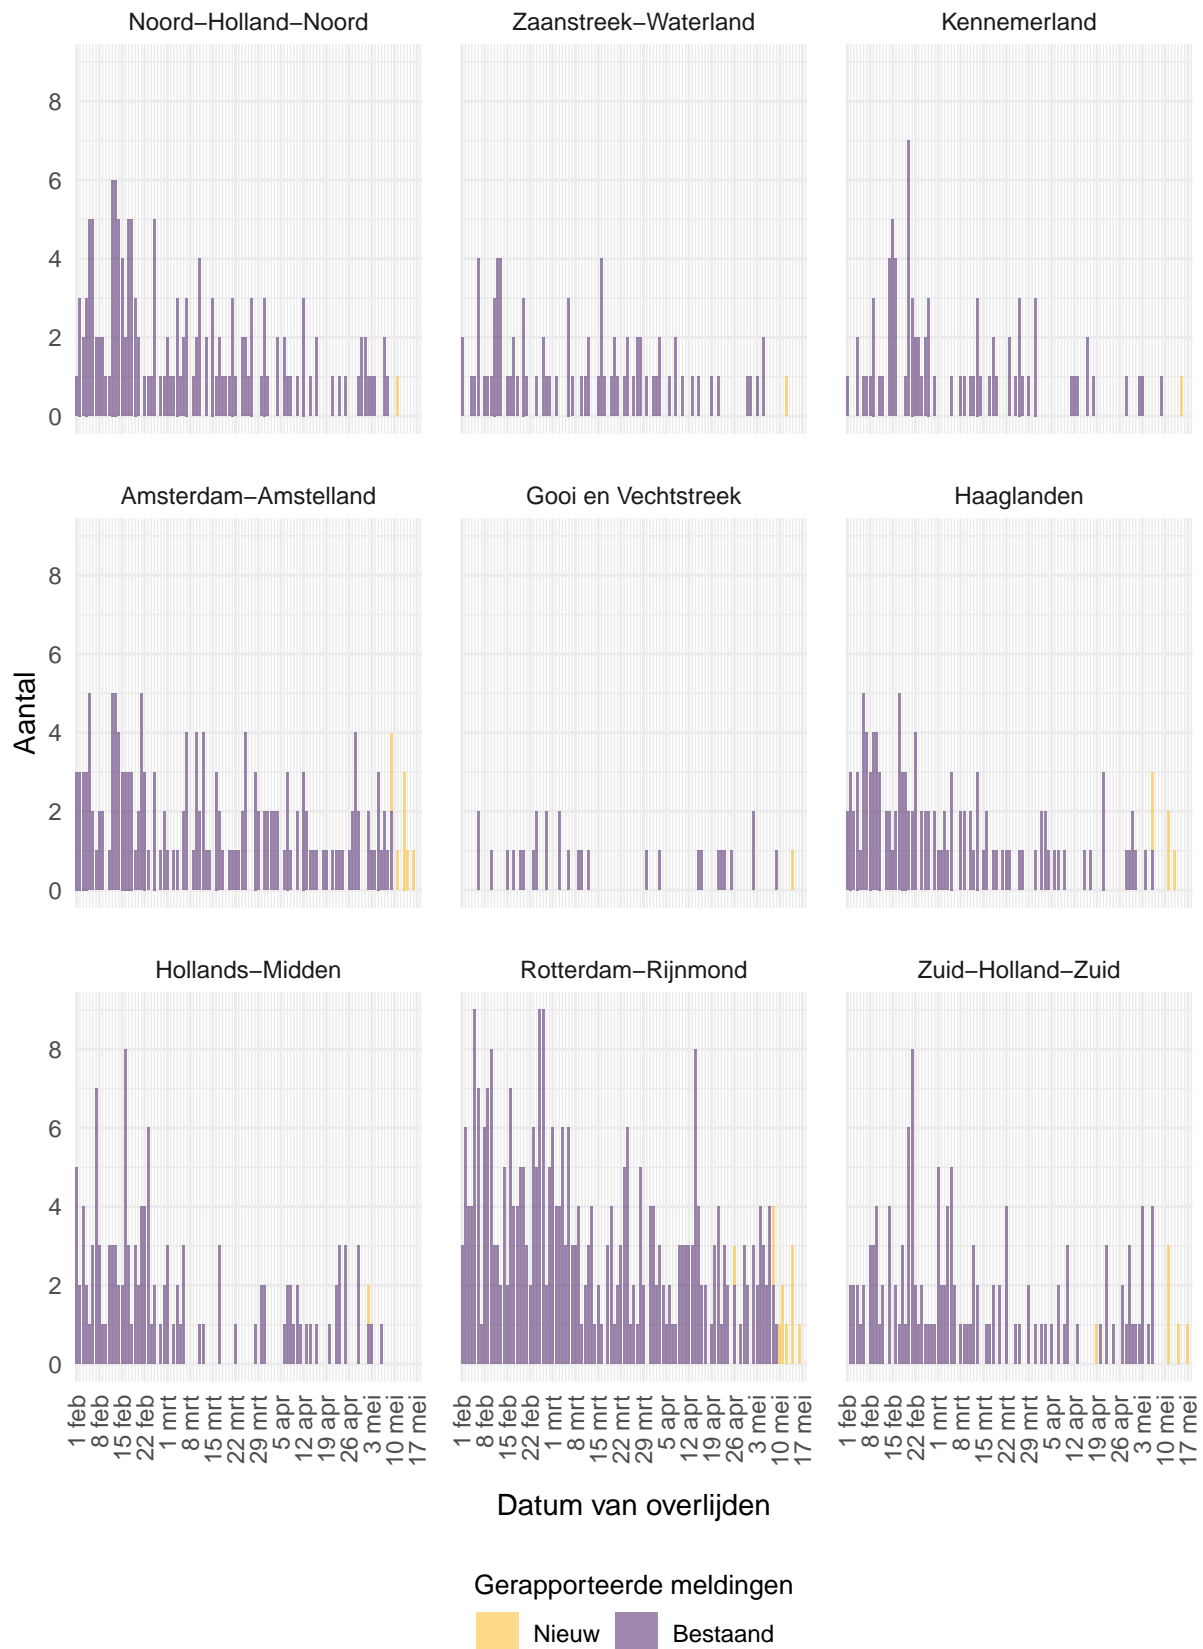 Noord−Holland−Noord
Zaanstreek−Waterland
Kennemerland
8
6
4
2
0
Amsterdam−Amstelland
Gooi en Vechtstreek
Haaglanden
8
6
4
2
0
Aantal
Hollands−Midden
Rotterdam−Rijnmond
Zuid−Holland−Zuid
8
6
4
2
0
1 feb
8 feb
15 feb
22 feb
1 mrt
8 mrt
15 mrt
22 mrt
29 mrt
5 apr
12 apr
19 apr
26 apr
3 mei
10 mei
17 mei
1 feb
8 feb
15 feb
22 feb
1 mrt
8 mrt
15 mrt
22 mrt
29 mrt
5 apr
12 apr
19 apr
26 apr
3 mei
10 mei
17 mei
1 feb
8 feb
15 feb
22 feb
1 mrt
8 mrt
15 mrt
22 mrt
29 mrt
5 apr
12 apr
19 apr
26 apr
3 mei
10 mei
17 mei
Datum van overlijden
Gerapporteerde meldingen
Nieuw
Bestaand